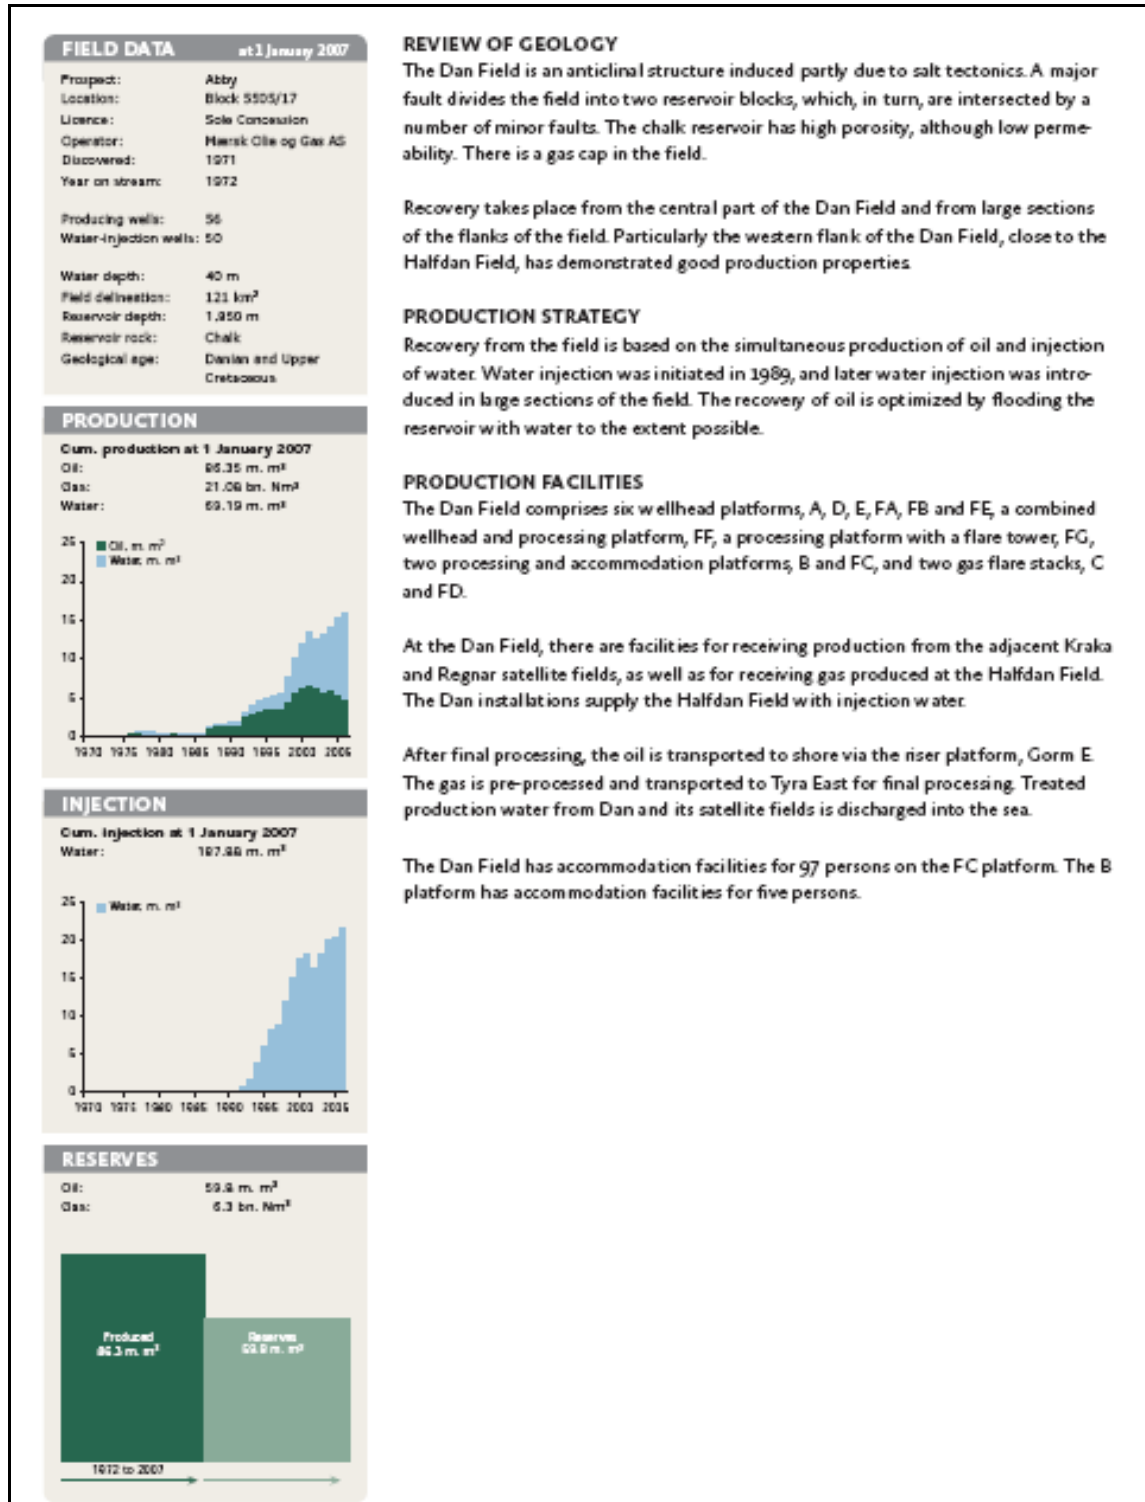 FIELD DATA at 1 January 2007
Prospect: Abby
Location: Block 5505/17
Licence: Sole Concession
Operator: Mærsk Olie og Gas AS
Discovered: 1971
Year on stream: 1972
Producing wells: 56
Water-injection wells: 50
Water depth: 40 m
Field delineation: 121 km²
Reservoir depth: 1,850 m
Reservoir rock: Chalk
Geological age: Danian and Upper
Cretaceous
PRODUCTION
Cum. production at 1 January 2007
Oil: 86.35 m. m³
Gas: 21.06 bn. Nm³
Water: m. m³
25
Oil, m. m³
Water, m. m³
20
15
10
5
0
1970 1975 1980 1985 1990 1995 2000 2005
INJECTION
Cum. injection at 1 January 2007
Water: m. m³
25
Water, m. m³
20
15
10
5
0
1970 1975 1980 1985 1990 1995 2000 2005
RESERVES
Oil: m. m³
Gas: 6.3 bn. Nm³
Produced
86.3 m. m³
Reserves
m. m³
1972 to 2007
REVIEW OF GEOLOGY
The Dan Field is an anticlinal structure induced partly due to salt tectonics. A major
fault divides the field into two reservoir blocks, which, in turn, are intersected by a
number of minor faults. The chalk reservoir has high porosity, although low perme-
ability. There is a gas cap in the field.
Recovery takes place from the central part of the Dan Field and from large sections
of the flanks of the field. Particularly the western flank of the Dan Field, close to the
Halfdan Field, has demonstrated good production properties.
PRODUCTION STRATEGY
Recovery from the field is based on the simultaneous production of oil and injection
of water. Water injection was initiated in 1989, and later water injection was intro-
duced in large sections of the field. The recovery of oil is optimized by flooding the
reservoir with water to the extent possible.
PRODUCTION FACILITIES
The Dan Field comprises six wellhead platforms, A, D, E, FA, FB and FE, a combined
wellhead and processing platform, FF, a processing platform with a flare tower, FG,
two processing and accommodation platforms, B and FC, and two gas flare stacks, C
and FD.
At the Dan Field, there are facilities for receiving production from the adjacent Kraka
and Regnar satellite fields, as well as for receiving gas produced at the Halfdan Field.
The Dan installations supply the Halfdan Field with injection water.
After final processing, the oil is transported to shore via the riser platform, Gorm E.
The gas is pre-processed and transported to Tyra East for final processing. Treated
production water from Dan and its satellite fields is discharged into the sea.
The Dan Field has accommodation facilities for 97 persons on the FC platform. The B
platform has accommodation facilities for five persons.